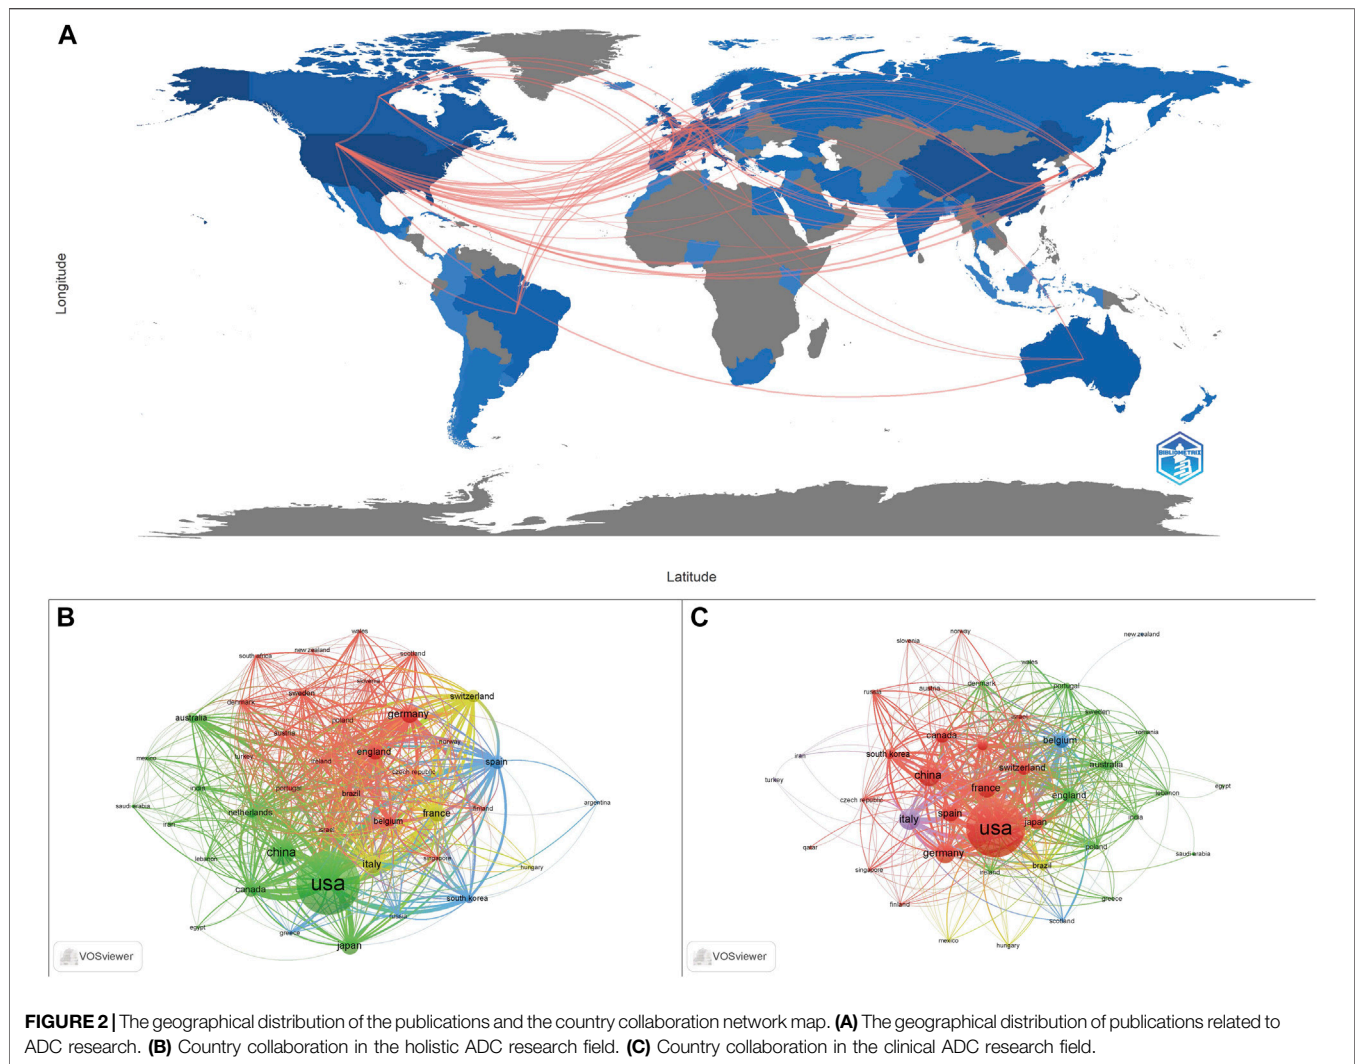 A
Longitude
BIBLIOMETRIX
Latitude
B
wales
new zealand
scotland
south africa
slovenia
sweden
switzerland
denmark
germany
australia
poland
austria
norway
england
turkey
ireland
czech republic
spain
mexico
india
portugal
brazil
saudi arabia
netherlands
france
finland
argentina
iran
israel
belgium
china
lebanon
italy
singapore
hungary
usa
canada
south korea
russia
egypt
greece
japan
VOSviewer
C
norway
new zealand
slovenia
wales
denmark
portugal
russia
austria
sweden
israel
romania
canada
belgium
iran
south korea
switzerland
australia
turkey
china
france
england
lebanon
egypt
czech republic
italy
spain
japan
india
usa
qatar
germany
poland
saudi arabia
singapore
brazil
ireland
finland
greece
scotland
mexico
hungary
VOSviewer
FIGURE 2 | The geographical distribution of the publications and the country collaboration network map. (A) The geographical distribution of publications related to
ADC research. (B) Country collaboration in the holistic ADC research field. (C) Country collaboration in the clinical ADC research field.